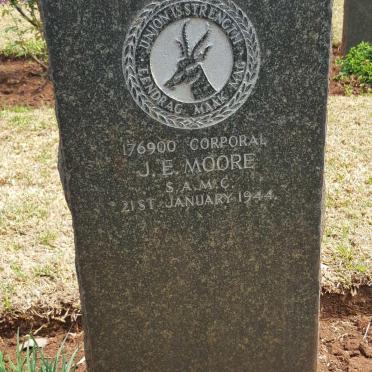 UNION IS STRENGTH
EENDRAG MAAK MAG
176900 CORPORAL
J. E. MOORE
S. A. M. C.
21ST JANUARY 1944.